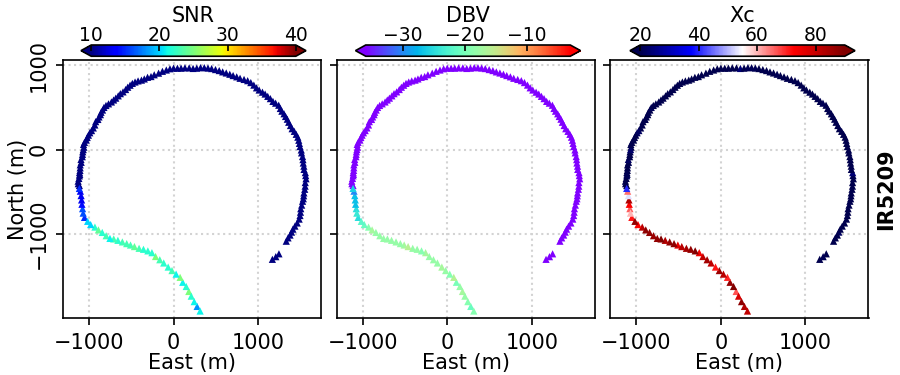 SNR DBV Xc
10 20 30 40 −30 −20 −10 20 40 60 80
1000
0
−1000
North (m)
IR5209
−1000 0 1000 −1000 0 1000 −1000 0 1000
East (m) East (m) East (m)